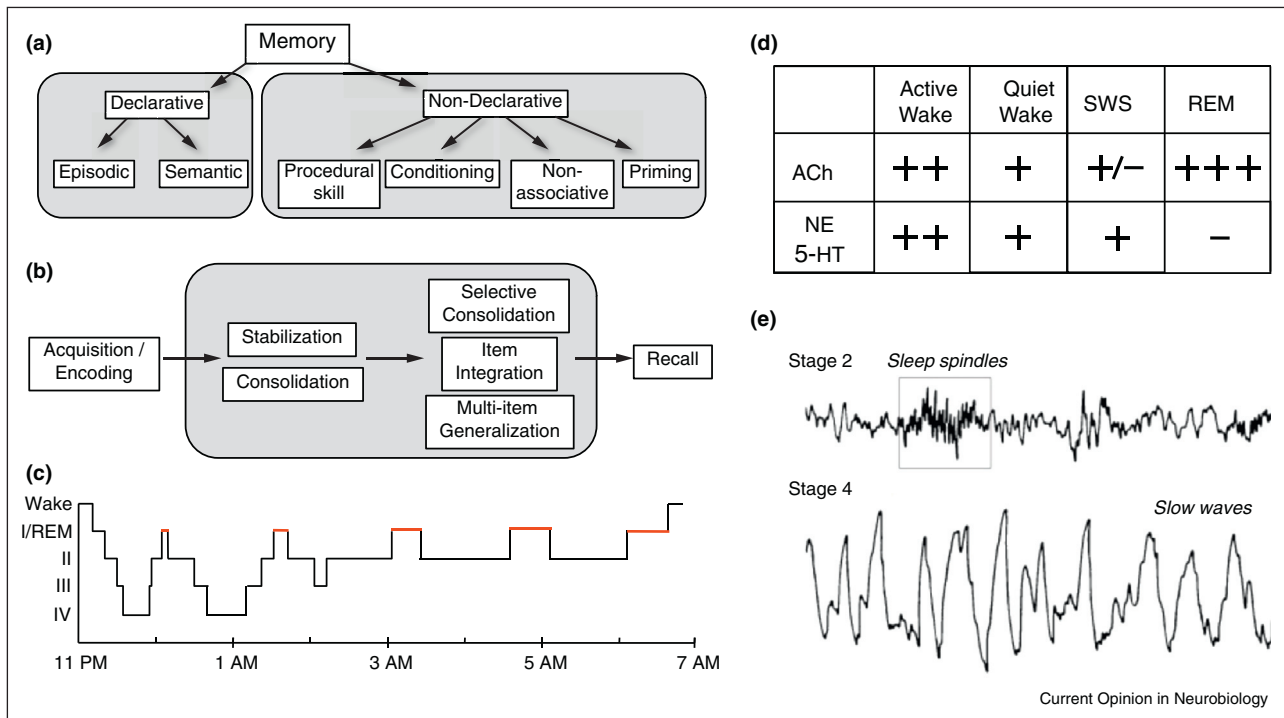 (a)
Memory
Declarative
Non-Declarative
Episodic
Semantic
Procedural
skill
Conditioning
Non-
associative
Priming
(b)
Acquisition /
Encoding
Stabilization
Consolidation
Selective
Consolidation
Item
Integration
Multi-item
Generalization
Recall
(c)
Wake
I/REM
II
III
IV
11 PM
1 AM
3 AM
5 AM
7 AM
(d)
Active
Wake
Quiet
Wake
SWS
REM
ACh
++
+
+/−
+++
NE
5-HT
++
+
+
−
(e)
Stage 2
Sleep spindles
Stage 4
Slow waves
Current Opinion in Neurobiology